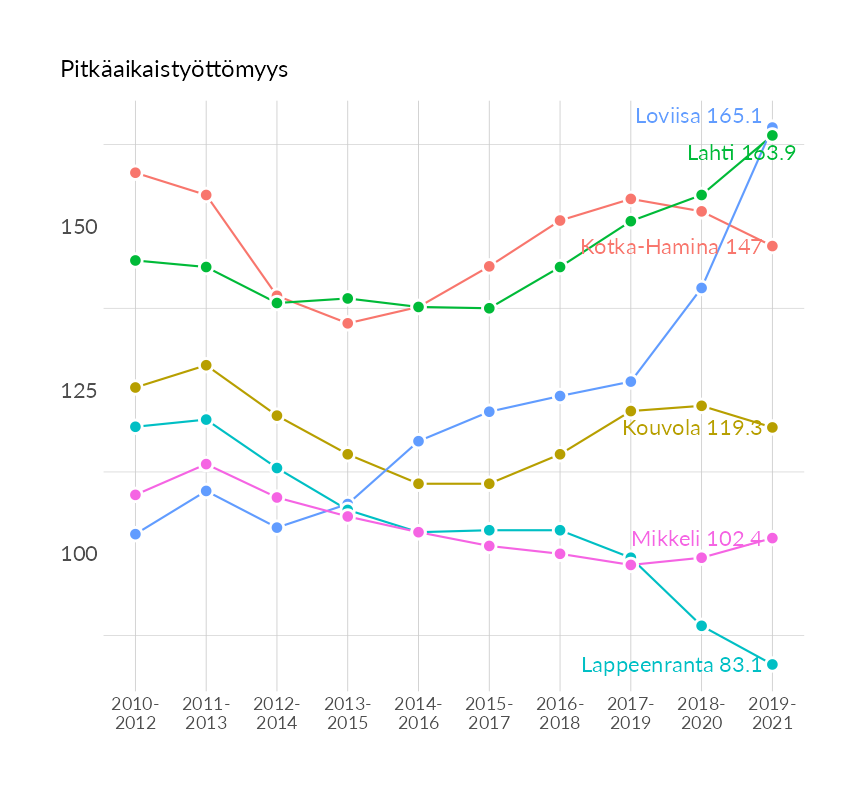 Pitkäaikaistyöttömyys
Loviisa 165.1
Lahti 163.9
150
Kotka-Hamina 147
125
Kouvola 119.3
Mikkeli 102.4
100
Lappeenranta 83.1
2010- 2011- 2012- 2013- 2014- 2015- 2016- 2017- 2018- 2019-
2012 2013 2014 2015 2016 2017 2018 2019 2020 2021